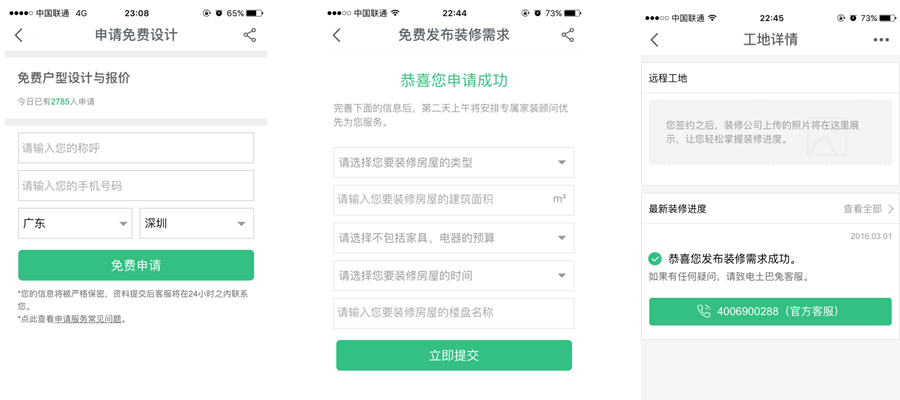 中国联通 4G 23:08 65%
申请免费设计
免费户型设计与报价
今日已有2785人申请
请输入您的称呼
请输入您的手机号码
广东 深圳
免费申请
*您的信息将被严格保密，资料提交后客服将在24小时之内联系
您。
*点此查看申请服务常见问题。
中国联通 22:44 73%
免费发布装修需求
恭喜您申请成功
完善下面的信息后，第二天上午将安排专属家装顾问优
先为您服务。
请选择您要装修房屋的类型
请输入您要装修房屋的建筑面积 m²
请选择不包括家具、电器的预算
请选择您要装修房屋的时间
请输入您要装修房屋的楼盘名称
立即提交
中国联通 22:45 73%
工地详情
远程工地
您签约之后，装修公司上传的照片将在这里展
示，让您轻松掌握装修进度。
最新装修进度 查看全部
2016.03.01
恭喜您发布装修需求成功。
如果有任何疑问，请致电土巴兔客服。
4006900288（官方客服）